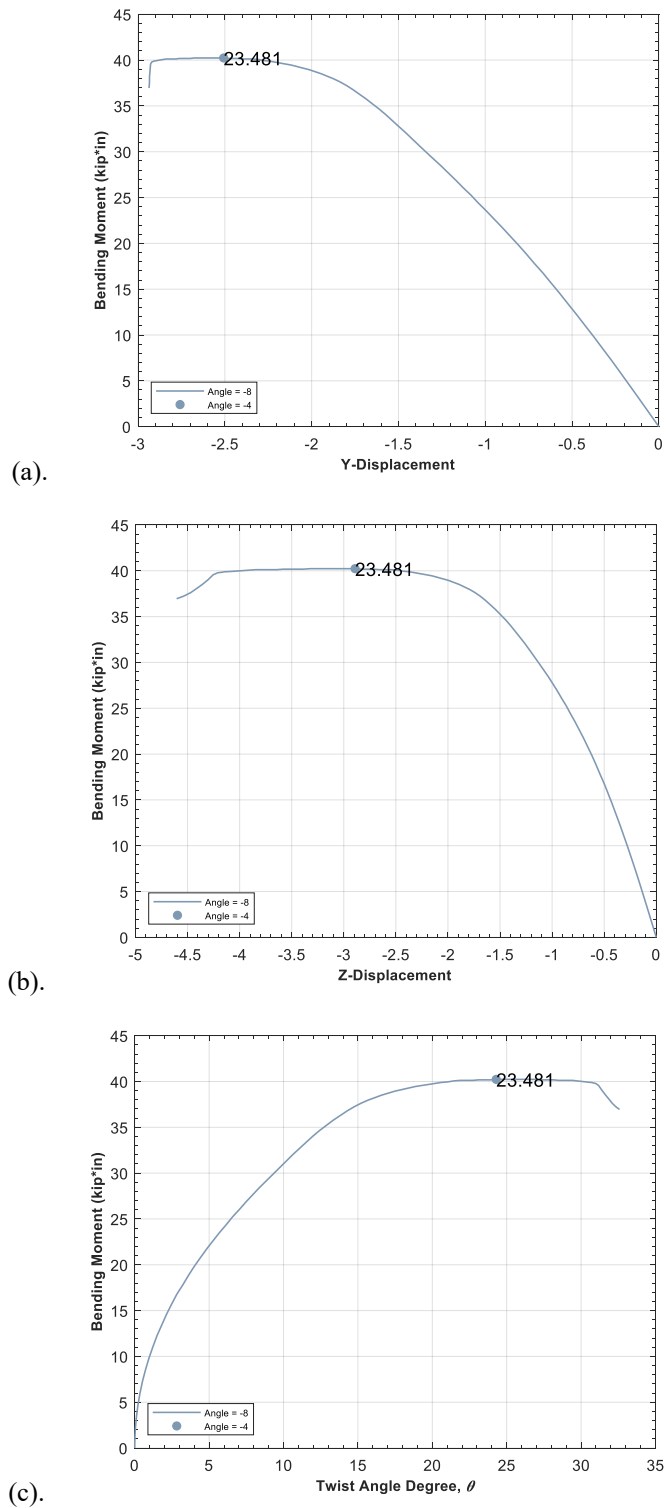 45
40
35
30
25
20
15
10
5
0
Bending Moment (kip*in)
23.481
Angle = -8
Angle = -4
-3 -2.5 -2 -1.5 -1 -0.5 0
Y-Displacement
(a).
45
40
35
30
25
20
15
10
5
0
Bending Moment (kip*in)
23.481
Angle = -8
Angle = -4
-5 -4.5 -4 -3.5 -3 -2.5 -2 -1.5 -1 -0.5 0
Z-Displacement
(b).
45
40
35
30
25
20
15
10
5
0
Bending Moment (kip*in)
23.481
Angle = -8
Angle = -4
0 5 10 15 20 25 30 35
Twist Angle Degree, θ
(c).